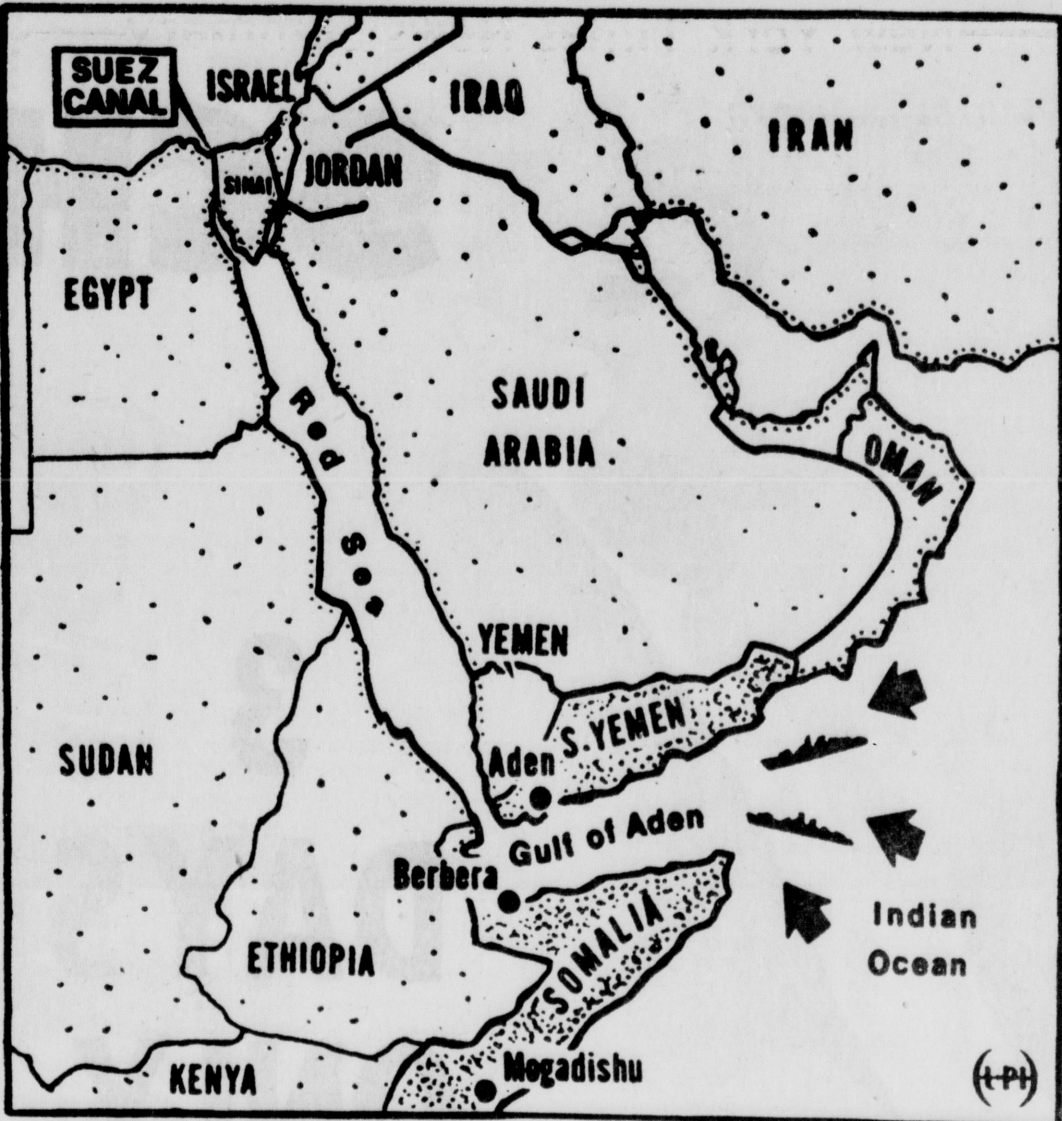 SUEZ
CANAL
ISRAEL
IRAQ
IRAN
SINAI
JORDAN
EGYPT
Red Sea
SAUDI
ARABIA
OMAN
YEMEN
S. YEMEN
SUDAN
Aden
Gulf of Aden
Berbera
Indian
Ocean
ETHIOPIA
SOMALIA
Mogadishu
KENYA